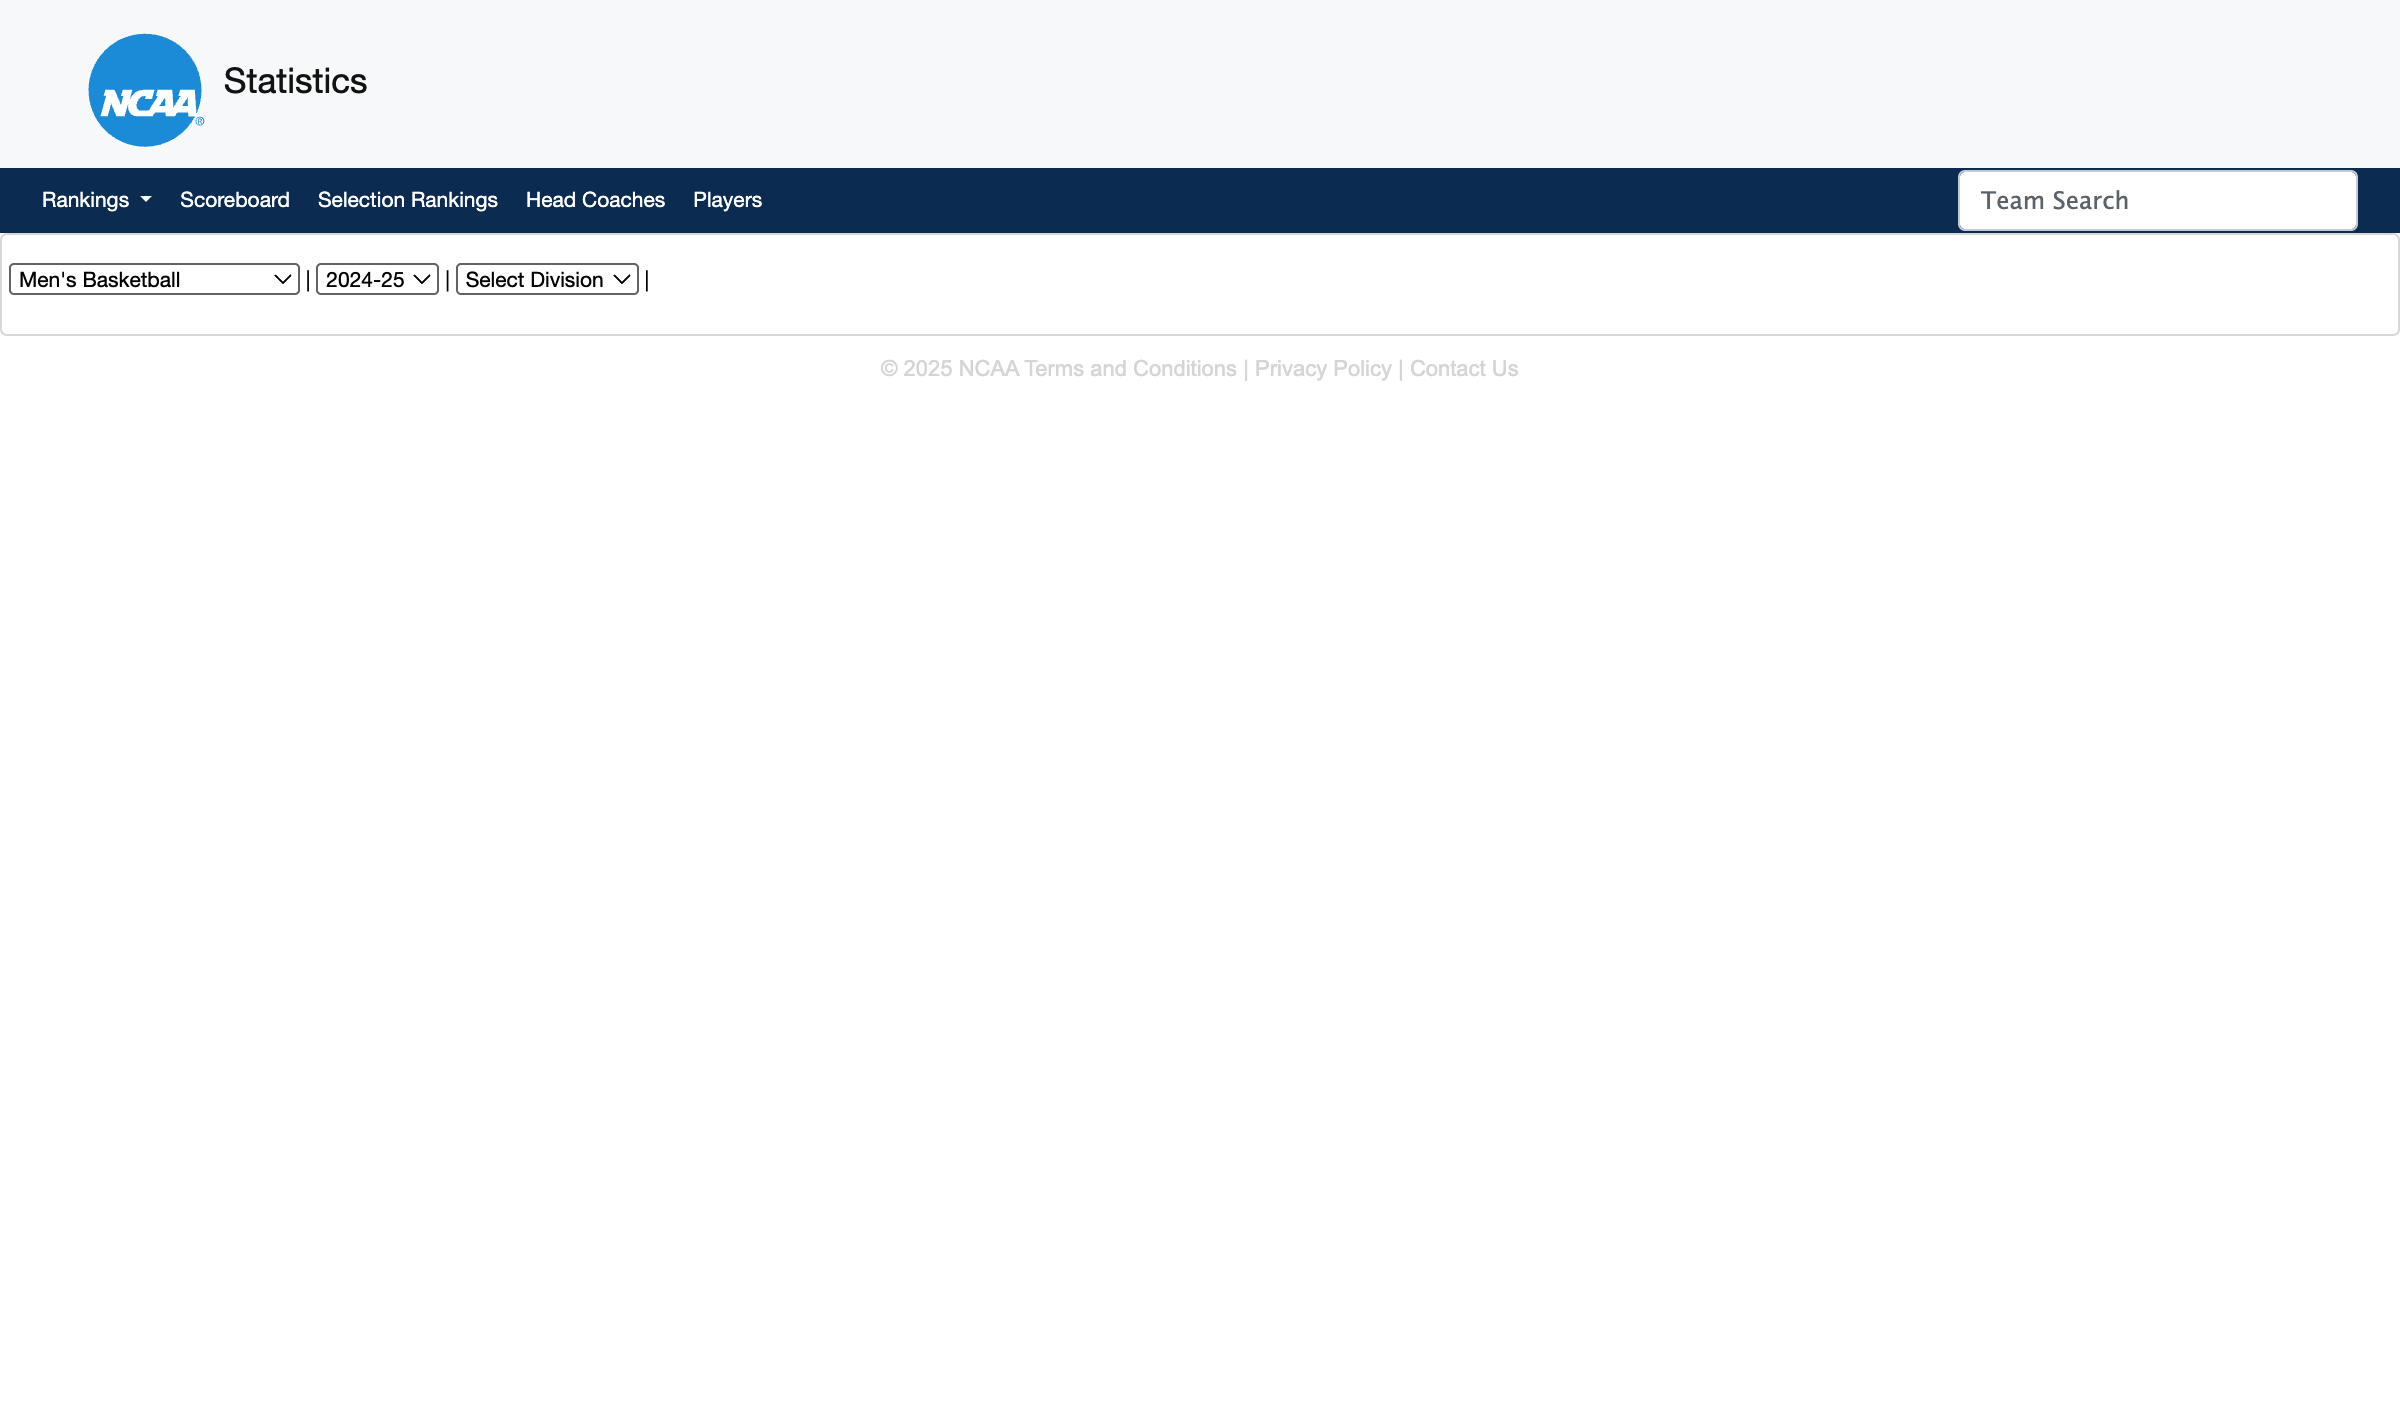 NCAA®
Statistics
Rankings Scoreboard Selection Rankings Head Coaches Players Team Search
Men's Basketball | 2024-25 | Select Division |
© 2025 NCAA Terms and Conditions | Privacy Policy | Contact Us